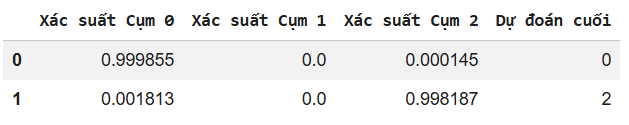 Xác suất Cụm 0 Xác suất Cụm 1 Xác suất Cụm 2 Dự đoán cuối
0 0.999855 0.0 0.000145 0
1 0.001813 0.0 0.998187 2